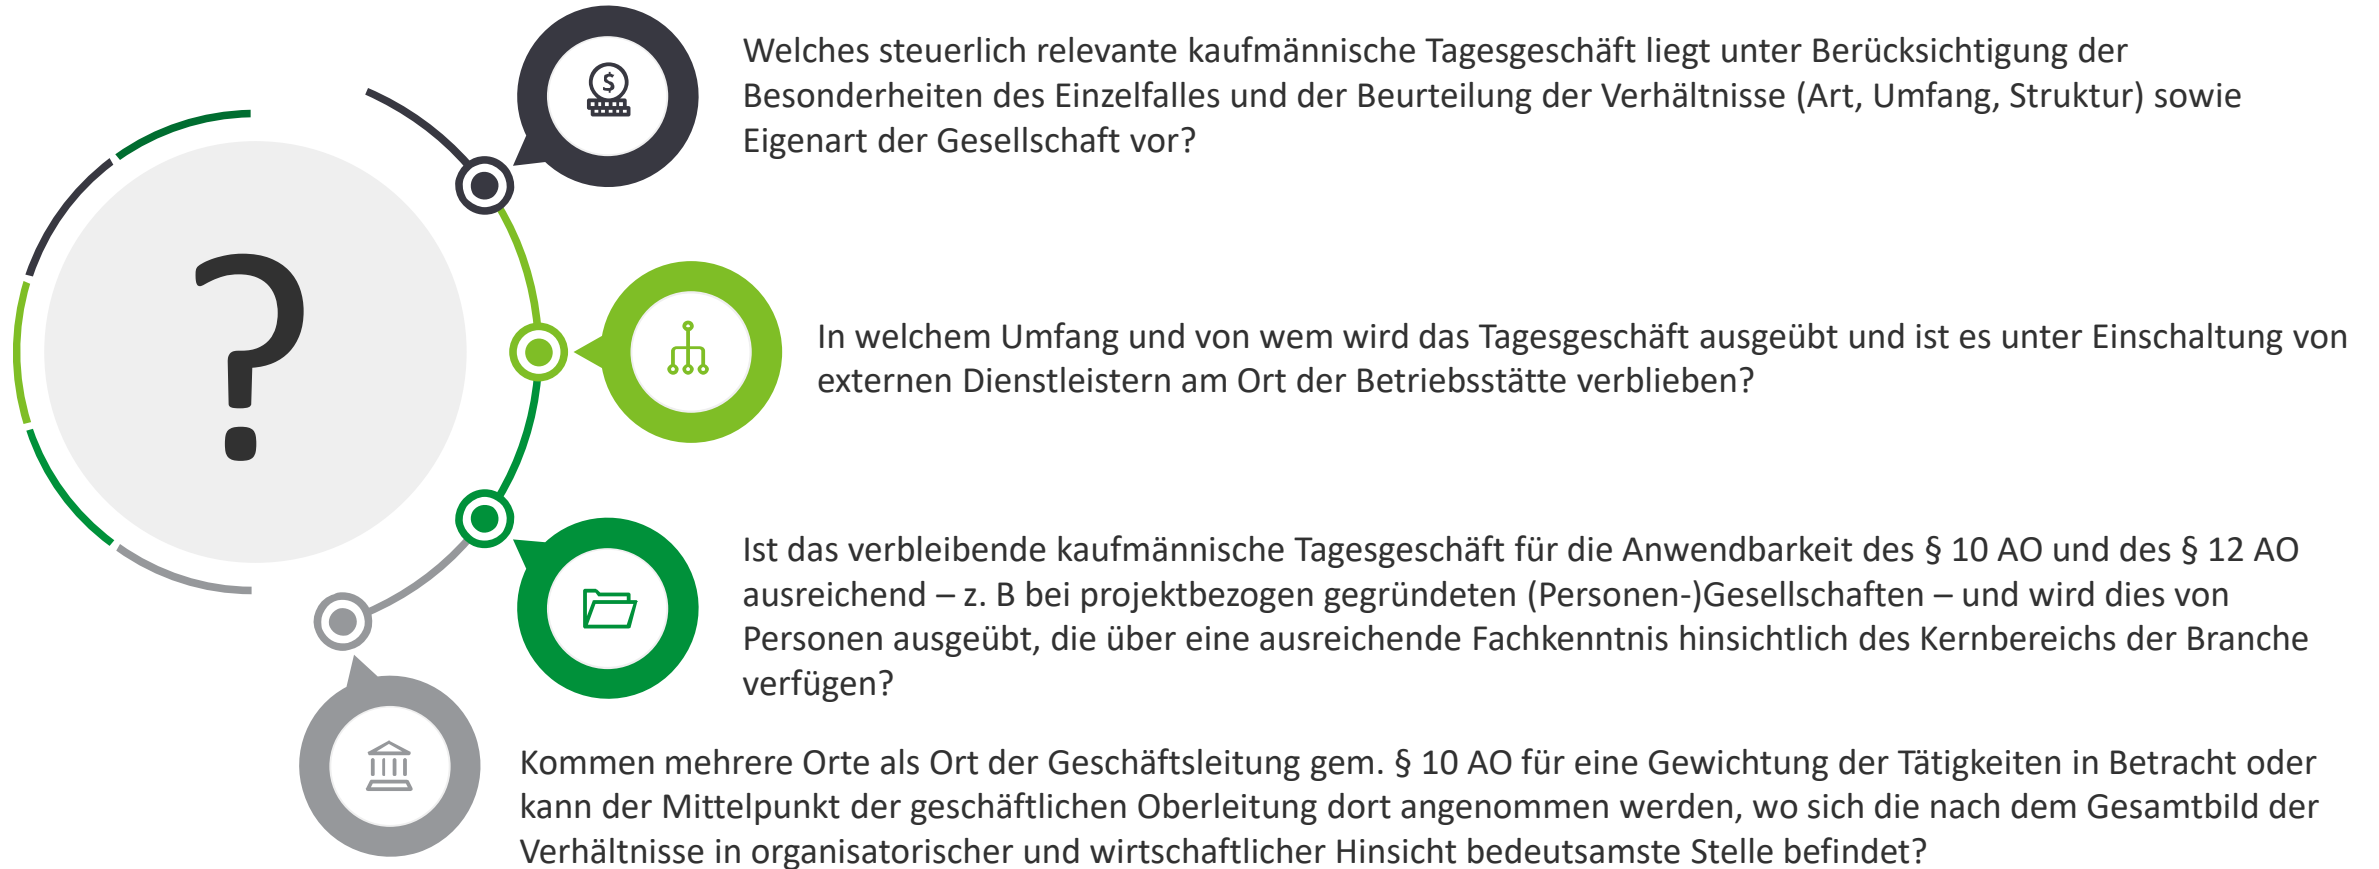 Welches steuerlich relevante kaufmännische Tagesgeschäft liegt unter Berücksichtigung der
Besonderheiten des Einzelfalles und der Beurteilung der Verhältnisse (Art, Umfang, Struktur) sowie
Eigenart der Gesellschaft vor?
$
?
In welchem Umfang und von wem wird das Tagesgeschäft ausgeübt und ist es unter Einschaltung von
externen Dienstleistern am Ort der Betriebsstätte verblieben?
Ist das verbleibende kaufmännische Tagesgeschäft für die Anwendbarkeit des § 10 AO und des § 12 AO
ausreichend – z. B bei projektbezogen gegründeten (Personen-)Gesellschaften – und wird dies von
Personen ausgeübt, die über eine ausreichende Fachkenntnis hinsichtlich des Kernbereichs der Branche
verfügen?
Kommen mehrere Orte als Ort der Geschäftsleitung gem. § 10 AO für eine Gewichtung der Tätigkeiten in Betracht oder
kann der Mittelpunkt der geschäftlichen Oberleitung dort angenommen werden, wo sich die nach dem Gesamtbild der
Verhältnisse in organisatorischer und wirtschaftlicher Hinsicht bedeutsamste Stelle befindet?